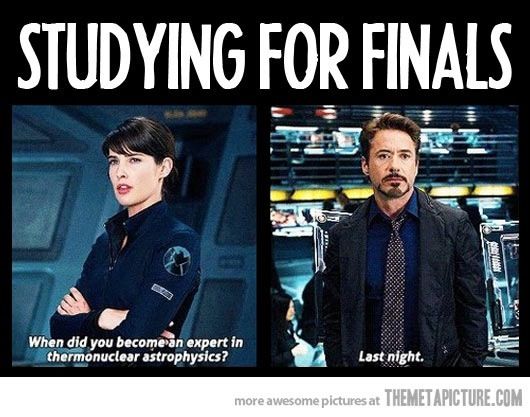 STUDYING FOR FINALS
When did you become an expert in
thermonuclear astrophysics?
Last night.
more awesome pictures at THEMETAPICTURE.COM